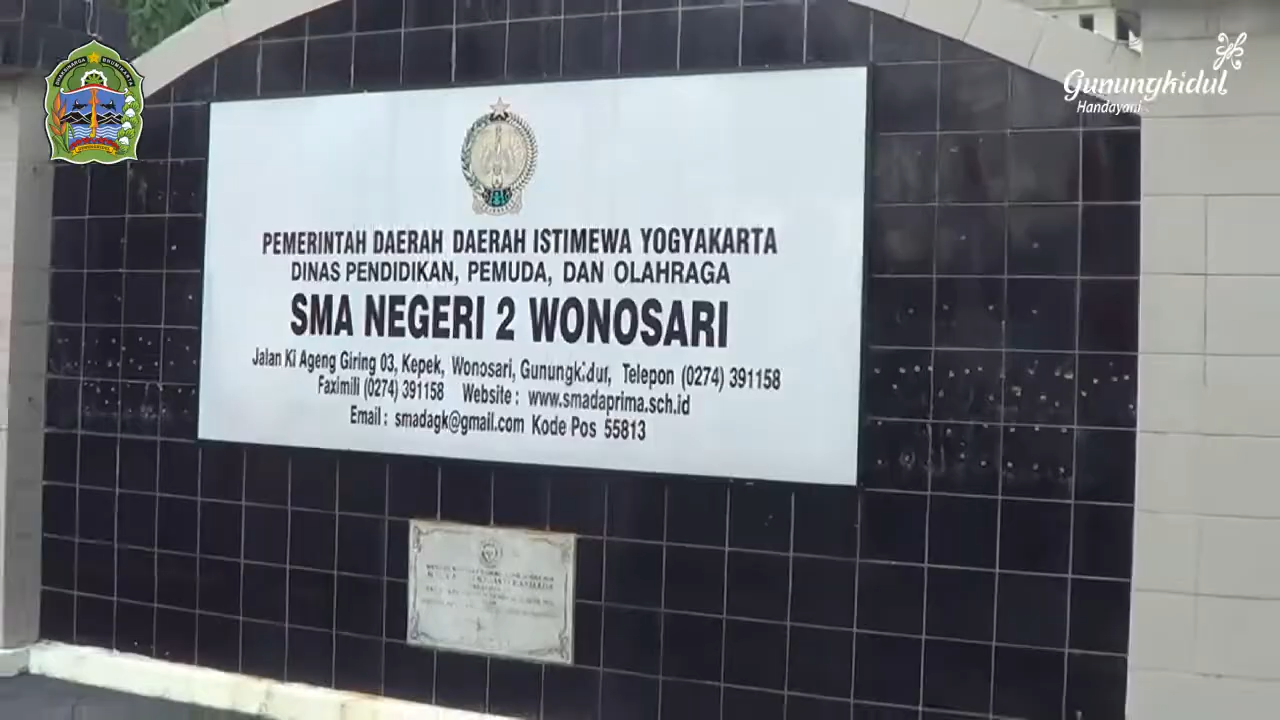 Gunungkidul
Handayani
PEMERINTAH DAERAH DAERAH ISTIMEWA YOGYAKARTA
DINAS PENDIDIKAN, PEMUDA, DAN OLAHRAGA
SMA NEGERI 2 WONOSARI
Jalan Ki Ageng Giring 03, Kepek, Wonosari, Gunungkidul, Telepon (0274) 391158
Faximili (0274) 391158 Website : www.smadaprima.sch.id
Email : smadagk@gmail.com Kode Pos 55813